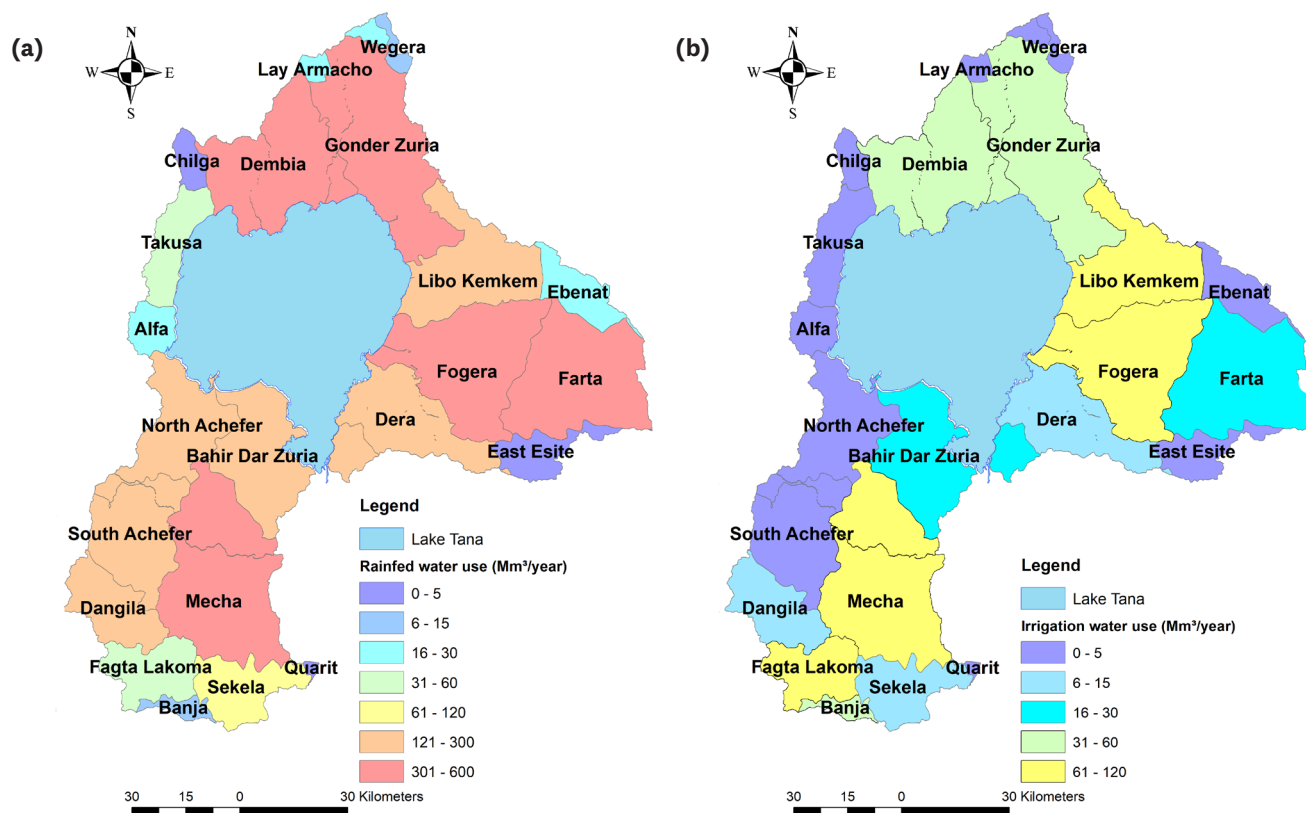 (a)
N
W
E
S
Wegera
Lay Armacho
Gonder Zuria
Chilga
Dembia
Takusa
Libo Kemkem
Ebenat
Alfa
Fogera
Farta
Dera
North Achefer
Bahir Dar Zuria
East Esite
South Achefer
Dangila
Mecha
Fagta Lakoma
Quarit
Sekela
Banja
Legend
Lake Tana
Rainfed water use (Mm³/year)
0 - 5
6 - 15
16 - 30
31 - 60
61 - 120
121 - 300
301 - 600
30 15 0 30 Kilometers
(b)
N
W
E
S
Wegera
Lay Armacho
Gonder Zuria
Chilga
Dembia
Takusa
Libo Kemkem
Ebenat
Alfa
Fogera
Farta
Dera
North Achefer
Bahir Dar Zuria
East Esite
South Achefer
Dangila
Mecha
Fagta Lakoma
Quarit
Sekela
Banja
Legend
Lake Tana
Irrigation water use (Mm³/year)
0 - 5
6 - 15
16 - 30
31 - 60
61 - 120
30 15 0 30 Kilometers